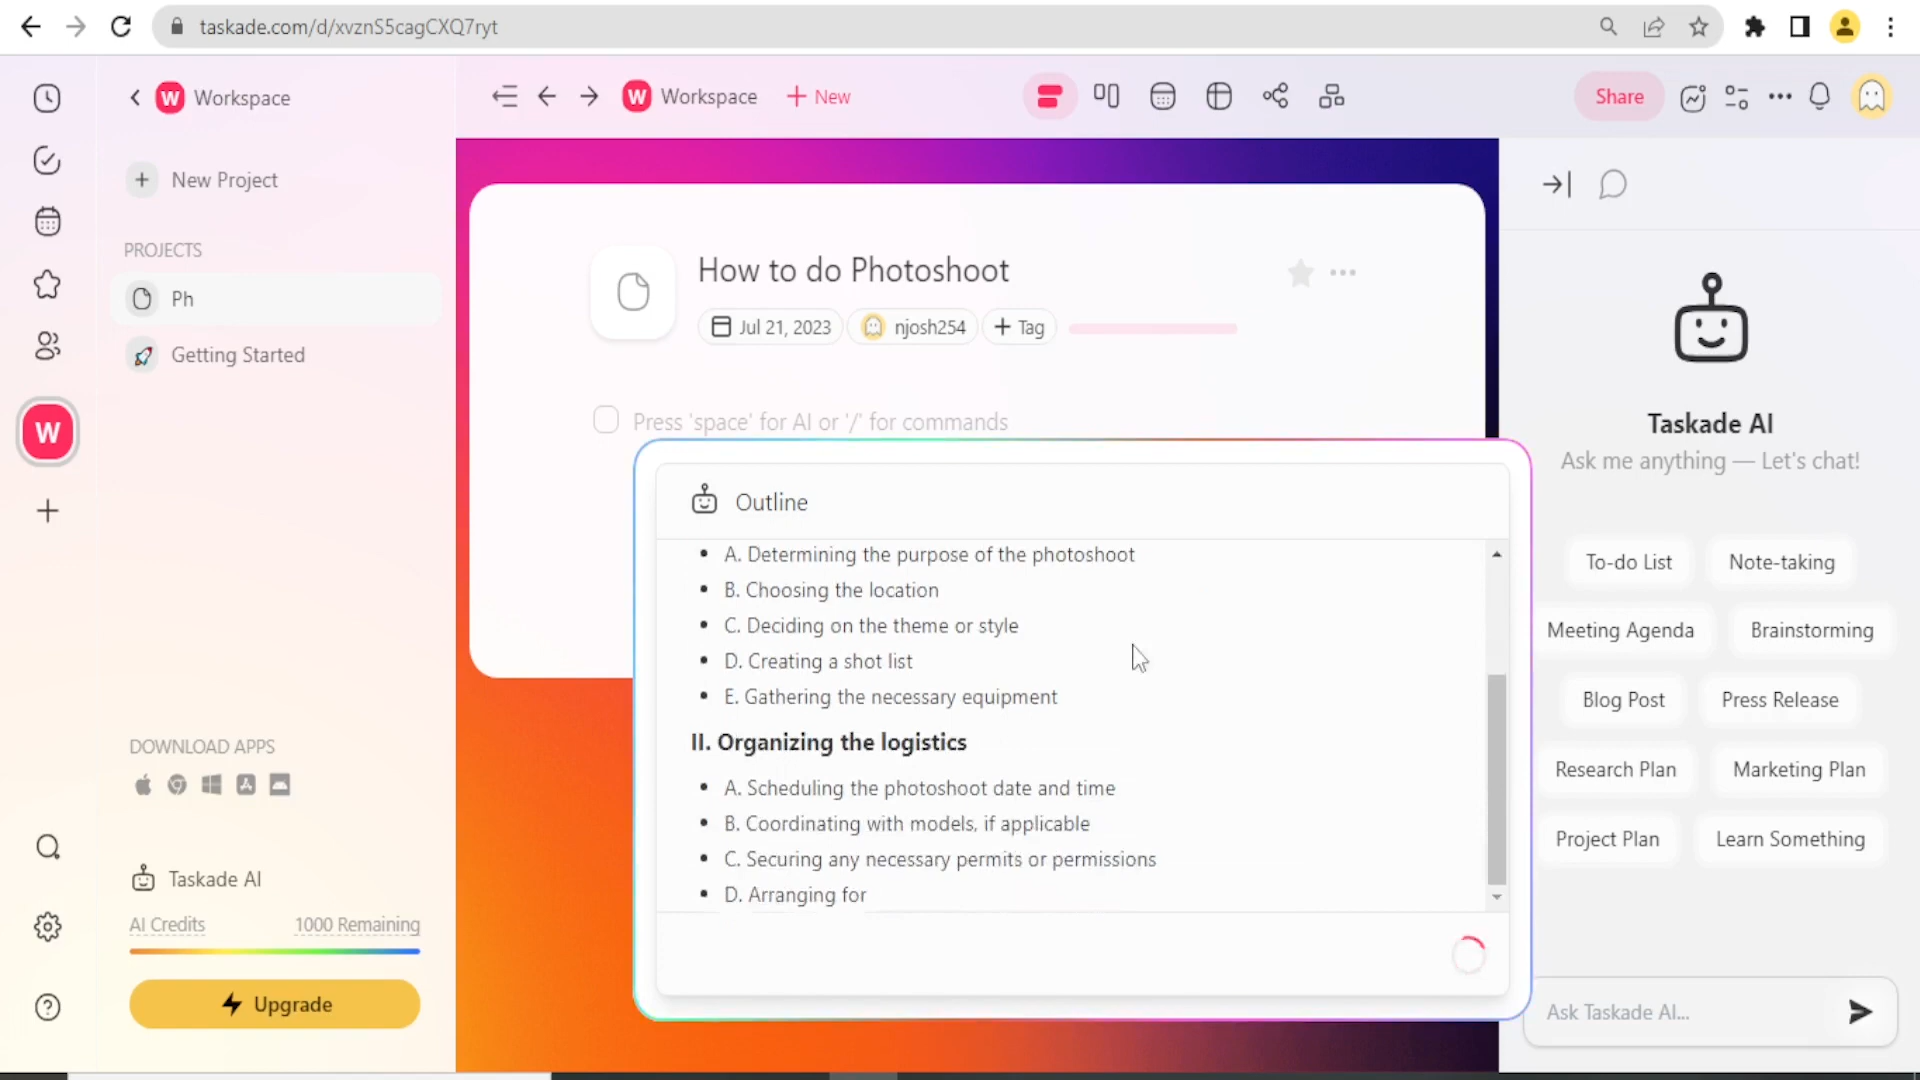 taskade.com/d/xvznS5cagCXQ7ryt
W Workspace
New Project
PROJECTS
Ph
Getting Started
W
DOWNLOAD APPS
Taskade AI
AI Credits 1000 Remaining
Upgrade
W Workspace + New
Share
How to do Photoshoot
Jul 21, 2023 njosh254 + Tag
Press 'space' for AI or '/' for commands
Outline
• A. Determining the purpose of the photoshoot
• B. Choosing the location
• C. Deciding on the theme or style
• D. Creating a shot list
• E. Gathering the necessary equipment
II. Organizing the logistics
• A. Scheduling the photoshoot date and time
• B. Coordinating with models, if applicable
• C. Securing any necessary permits or permissions
• D. Arranging for
Taskade AI
Ask me anything — Let's chat!
To-do List Note-taking
Meeting Agenda Brainstorming
Blog Post Press Release
Research Plan Marketing Plan
Project Plan Learn Something
Ask Taskade AI...